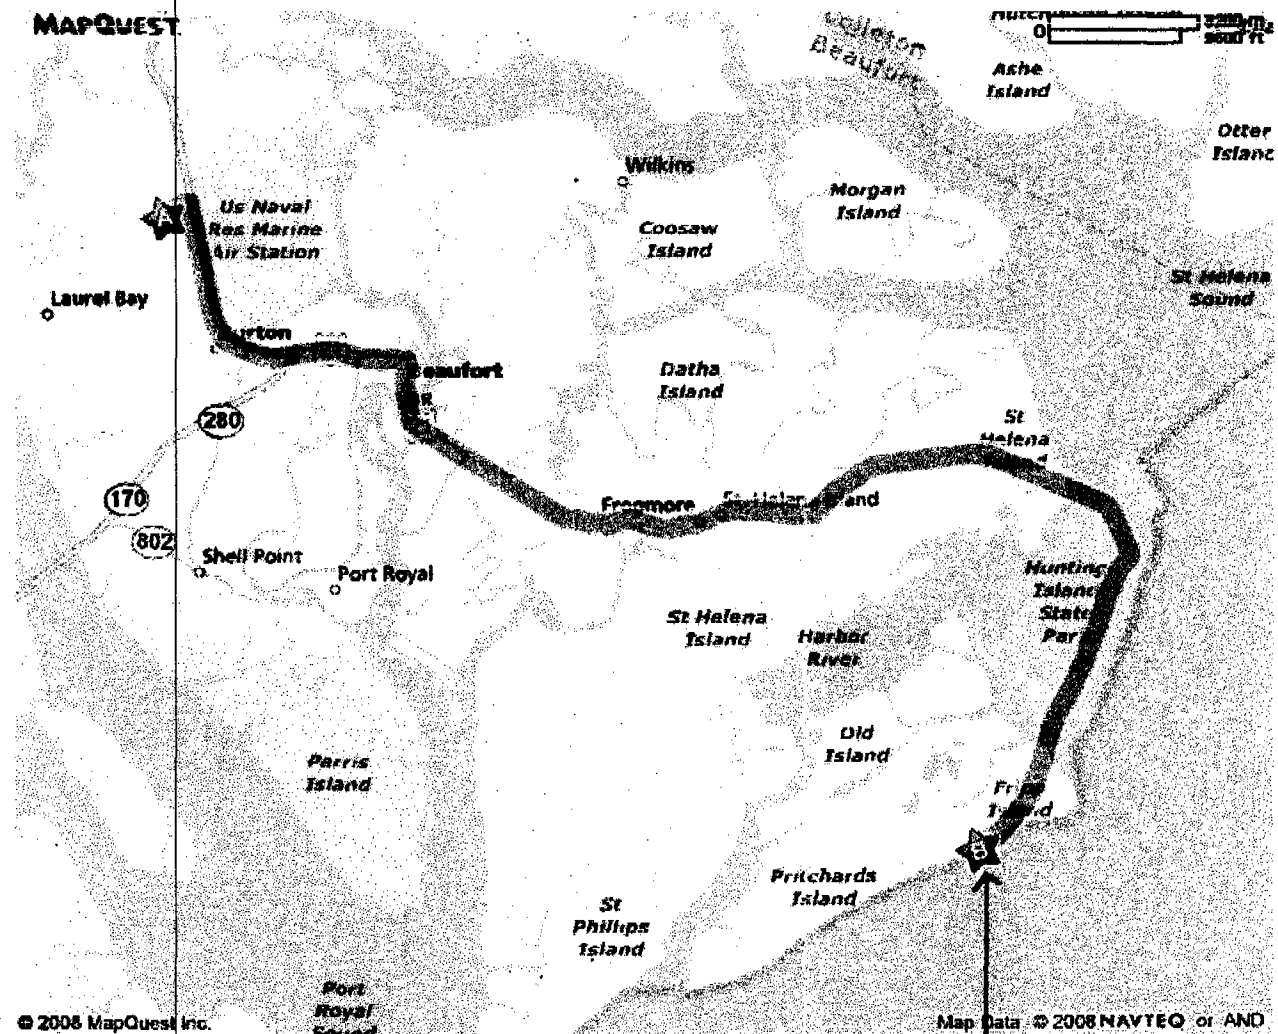 MAPQUEST
0
Ashe
Island
Otter
Beaufort
Wilkins
Morgan
Island
Us Naval
Res Marine
Air Station
Coosaw
Island
St Helena
Sound
Laurel Bay
Datha
Island
Beaufort
280
St
Helena
170
Frogmore
802
Shell Point
Port Royal
St Helena
Island
Harbor
River
Old
Island
Parris
Island
Pritchards
Island
St
Phillips
Island
Port
Royal
© 2008 MapQuest Inc.
Map Data © 2008 NAVTEQ or AND